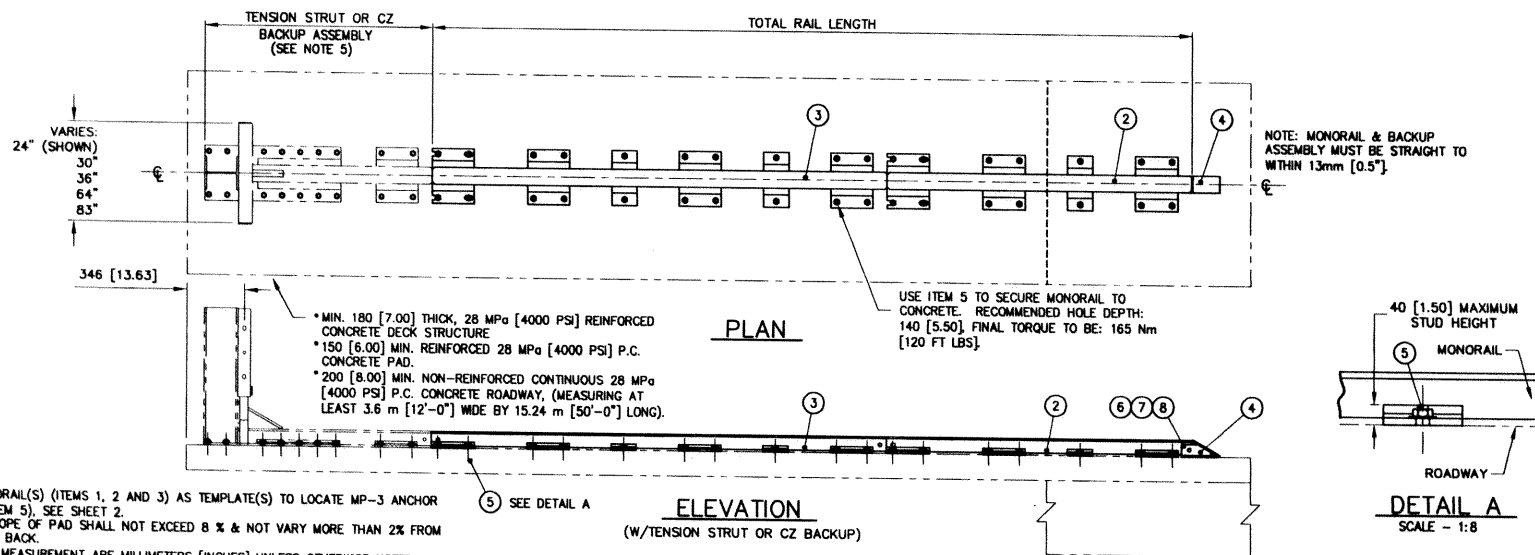 TENSION STRUT OR CZ
BACKUP ASSEMBLY
(SEE NOTE 5)
TOTAL RAIL LENGTH
VARIES:
24" (SHOWN)
30"
36"
64"
83"
℄
3
2
4
℄
NOTE: MONORAIL & BACKUP
ASSEMBLY MUST BE STRAIGHT TO
WITHIN 13mm [0.5"].
346 [13.63]
* MIN. 180 [7.00] THICK, 28 MPa [4000 PSI] REINFORCED
CONCRETE DECK STRUCTURE
* 150 [6.00] MIN. REINFORCED 28 MPa [4000 PSI] P.C.
CONCRETE PAD.
* 200 [8.00] MIN. NON-REINFORCED CONTINUOUS 28 MPa
[4000 PSI] P.C. CONCRETE ROADWAY, (MEASURING AT
LEAST 3.6 m [12'-0"] WIDE BY 15.24 m [50'-0"] LONG).
PLAN
USE ITEM 5 TO SECURE MONORAIL TO
CONCRETE. RECOMMENDED HOLE DEPTH:
140 [5.50], FINAL TORQUE TO BE: 165 Nm
[120 FT LBS].
40 [1.50] MAXIMUM
STUD HEIGHT
5
MONORAIL
ROADWAY
DETAIL A
SCALE - 1:8
3
2
6 7 8
4
5 SEE DETAIL A
ELEVATION
(W/TENSION STRUT OR CZ BACKUP)
RAIL(S) (ITEMS 1, 2 AND 3) AS TEMPLATE(S) TO LOCATE MP-3 ANCHOR
EM 5), SEE SHEET 2.
OPE OF PAD SHALL NOT EXCEED 8 % & NOT VARY MORE THAN 2% FROM
BACK.
MEASUREMENT ARE MILLIMETERS [INCHES] UNLESS